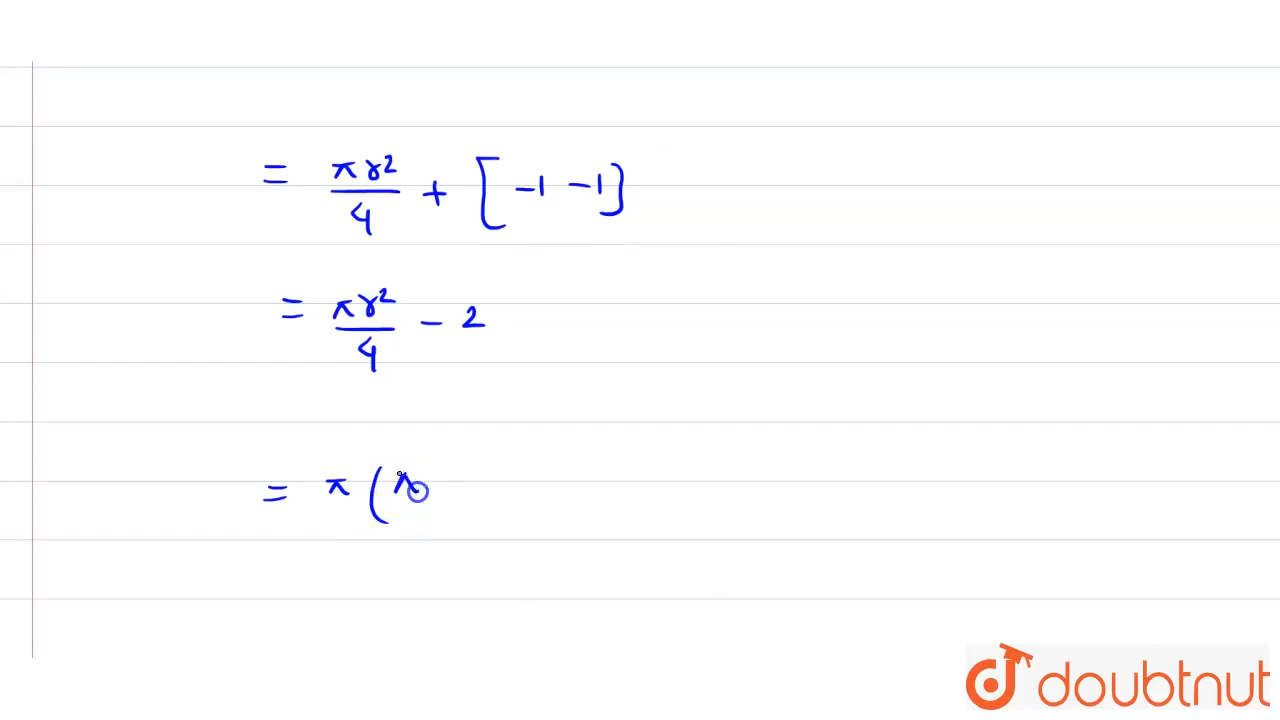 = πr²/4 + [-1 -1]
= πr²/4 - 2
= π (
doubtnut